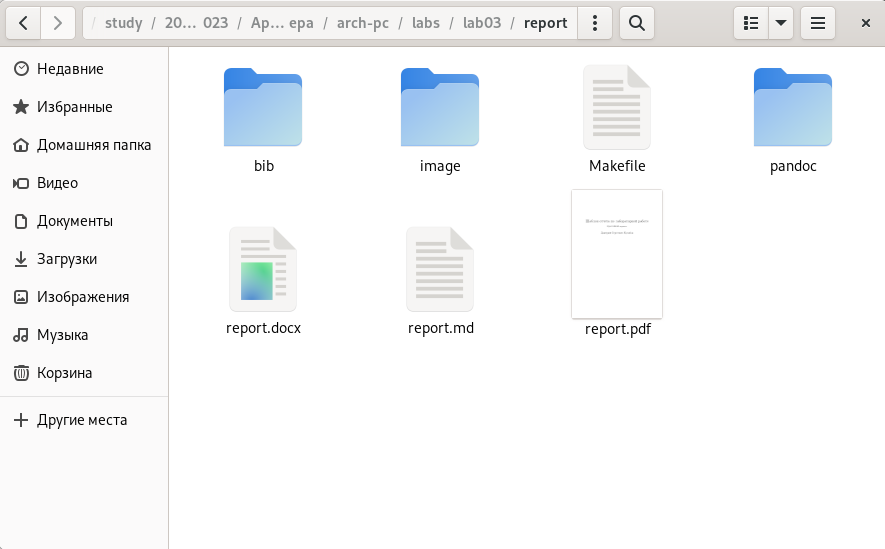 study / 20... 023 / Ap... epa / arch-pc / labs / lab03 / report
Недавние
Избранные
Домашняя папка
Видео
Документы
Загрузки
Изображения
Музыка
Корзина
Другие места
bib
image
Makefile
pandoc
report.docx
report.md
report.pdf